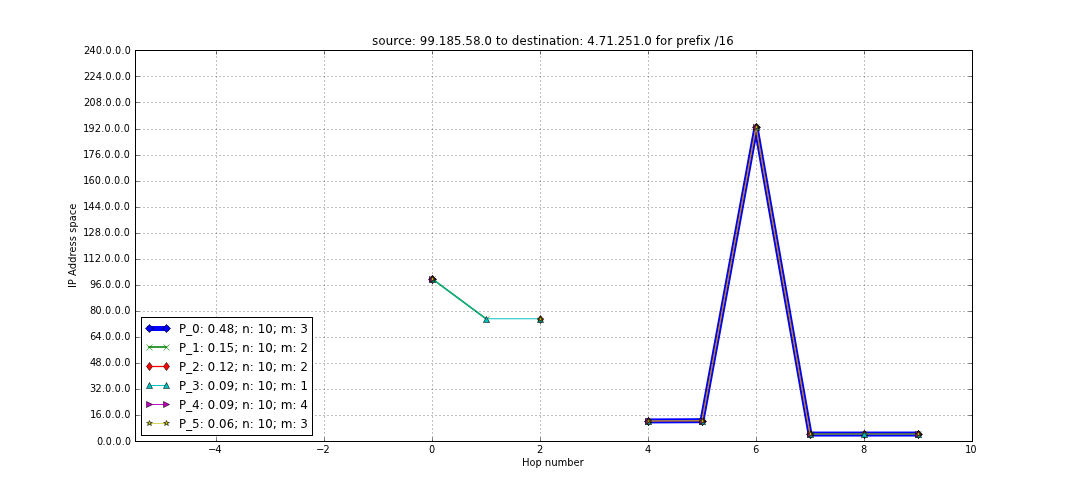 source: 99.185.58.0 to destination: 4.71.251.0 for prefix /16
240.0.0.0
224.0.0.0
208.0.0.0
192.0.0.0
176.0.0.0
160.0.0.0
144.0.0.0
128.0.0.0
112.0.0.0
96.0.0.0
80.0.0.0
64.0.0.0
48.0.0.0
32.0.0.0
16.0.0.0
0.0.0.0
IP Address space
P_0: 0.48; n: 10; m: 3
P_1: 0.15; n: 10; m: 2
P_2: 0.12; n: 10; m: 2
P_3: 0.09; n: 10; m: 1
P_4: 0.09; n: 10; m: 4
P_5: 0.06; n: 10; m: 3
−4 −2 0 2 4 6 8 10
Hop number